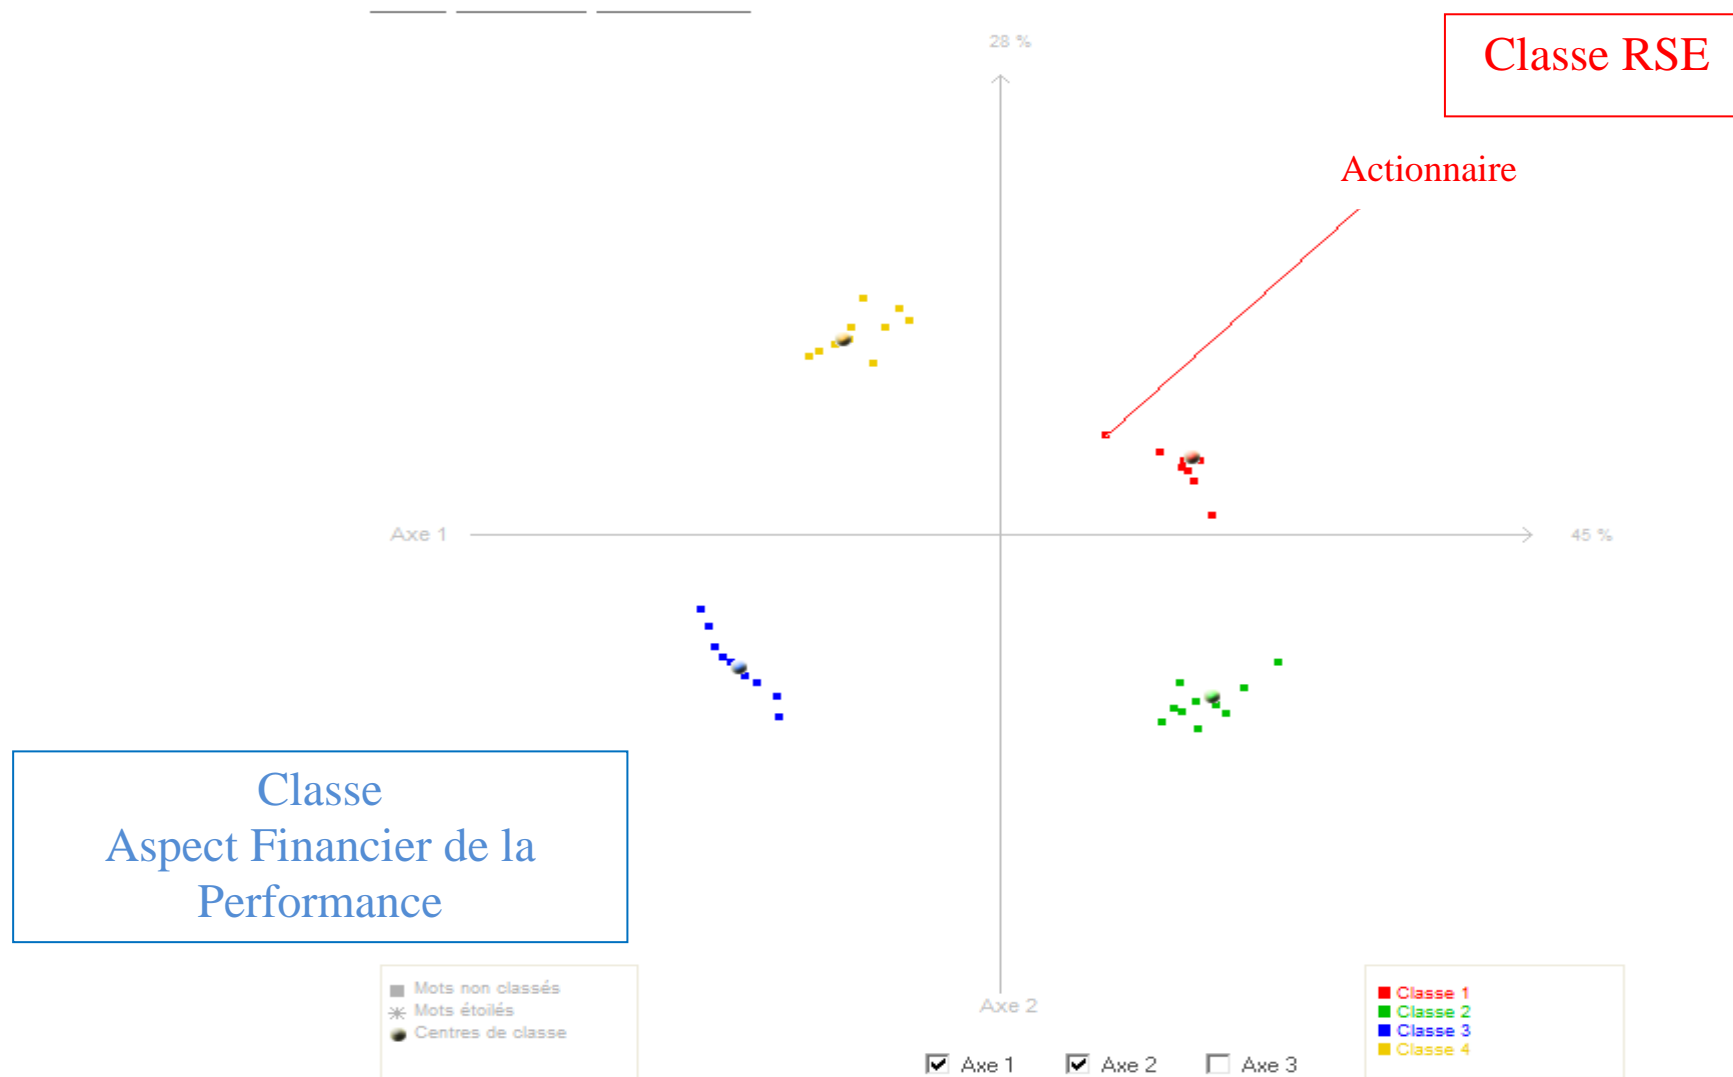 28 %
Classe RSE
Actionnaire
Axe 1
45 %
Classe
Aspect Financier de la
Performance
Mots non classés
Mots étoilés
Centres de classe
Axe 2
Classe 1
Classe 2
Classe 3
Classe 4
Axe 1
Axe 2
Axe 3